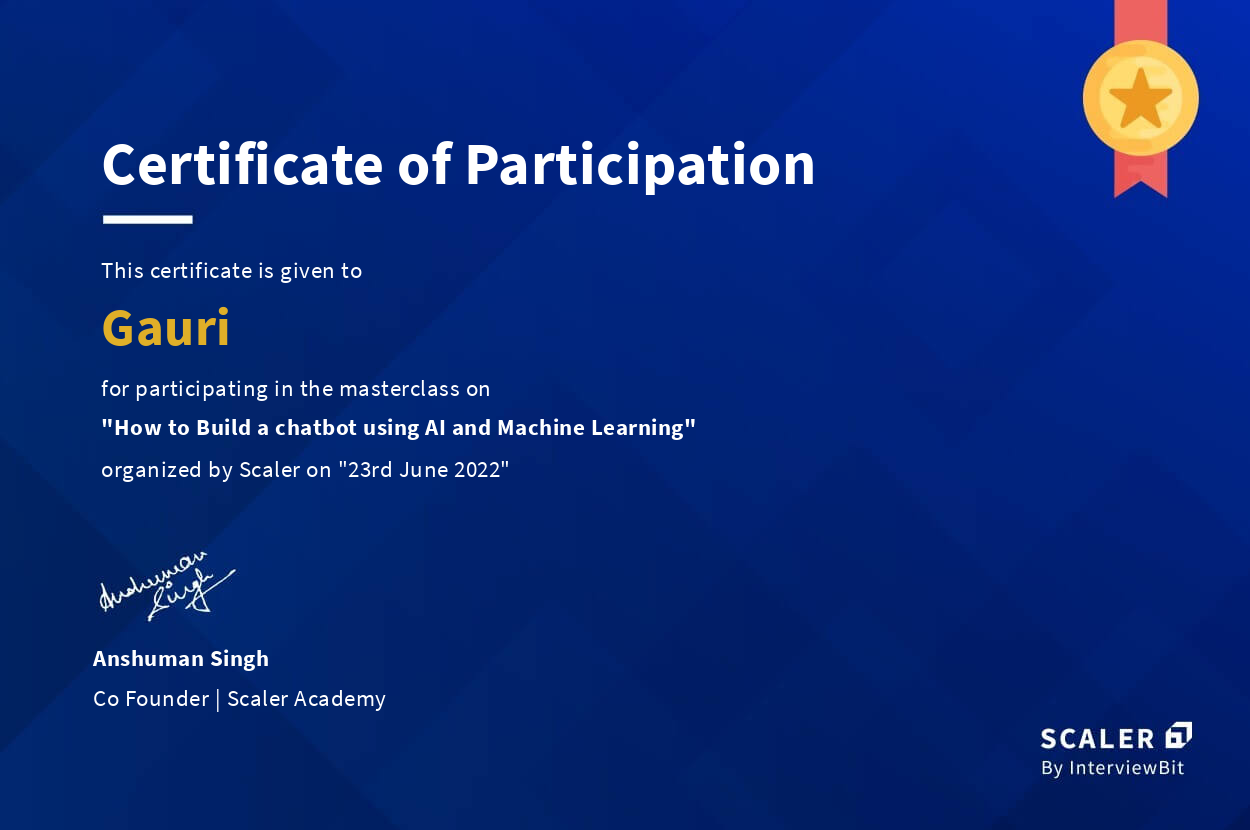 Certificate of Participation
This certificate is given to
Gauri
for participating in the masterclass on
"How to Build a chatbot using AI and Machine Learning"
organized by Scaler on "23rd June 2022"
Anshuman
Singh
Anshuman Singh
Co Founder | Scaler Academy
SCALER
By InterviewBit